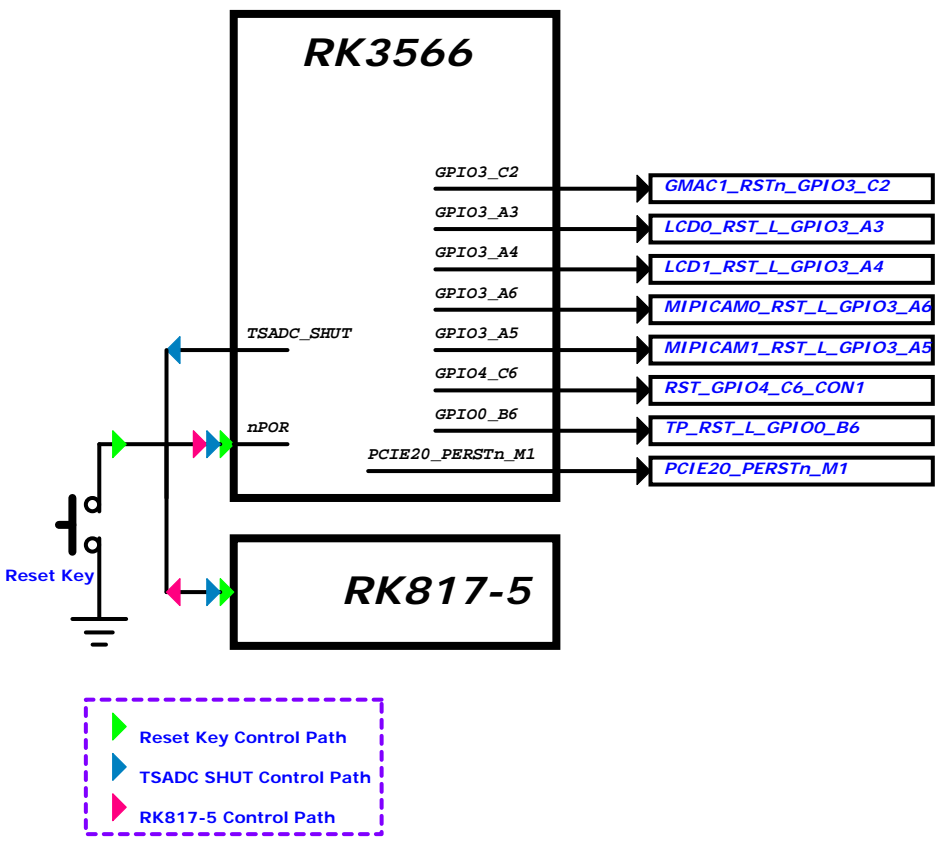 RK3566
GPIO3_C2
GMAC1_RSTn_GPIO3_C2
GPIO3_A3
LCD0_RST_L_GPIO3_A3
GPIO3_A4
LCD1_RST_L_GPIO3_A4
GPIO3_A6
MIPICAM0_RST_L_GPIO3_A6
TSADC_SHUT
GPIO3_A5
MIPICAM1_RST_L_GPIO3_A5
GPIO4_C6
RST_GPIO4_C6_CON1
nPOR
GPIO0_B6
TP_RST_L_GPIO0_B6
PCIE20_PERSTn_M1
PCIE20_PERSTn_M1
Reset Key
RK817-5
Reset Key Control Path
TSADC SHUT Control Path
RK817-5 Control Path